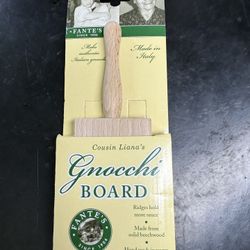 FANTE'S
SINCE 1906
Make
authentic
Italian gnocchi
Made in
Italy
Cousin Liana's
Gnocchi
BOARD
FANTE'S
SINCE 1906
Ridges hold
more sauce
Made from
solid beechwood